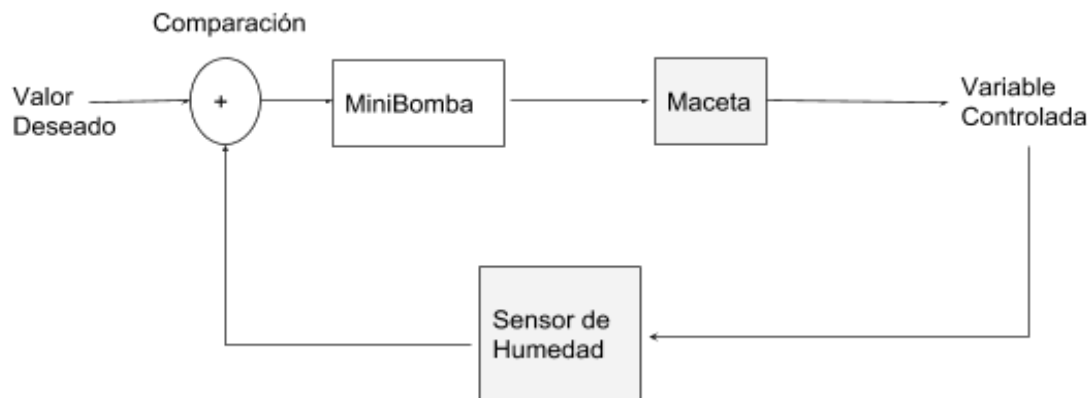 Comparación
Valor
Deseado
+
MiniBomba
Maceta
Variable
Controlada
Sensor de
Humedad